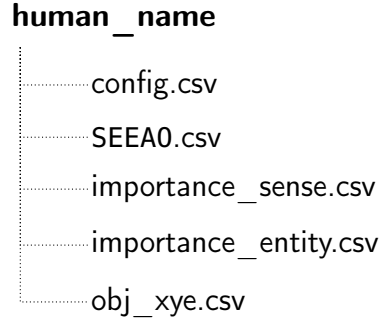 human_name
config.csv
SEEA0.csv
importance_sense.csv
importance_entity.csv
obj_xye.csv